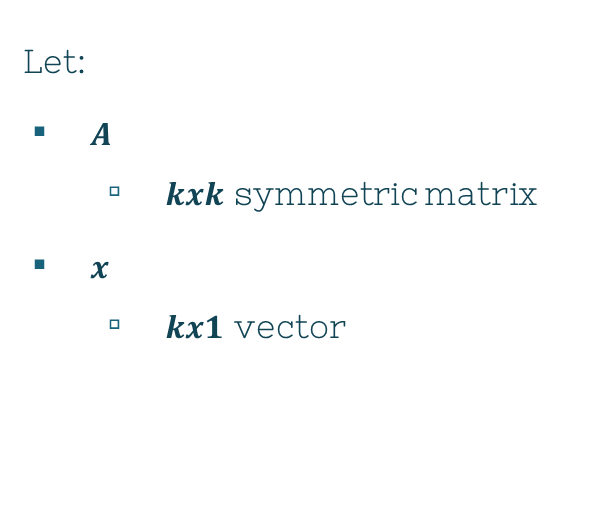 Let:
▪ A
▫ kxk symmetric matrix
▪ x
▫ kx1 vector